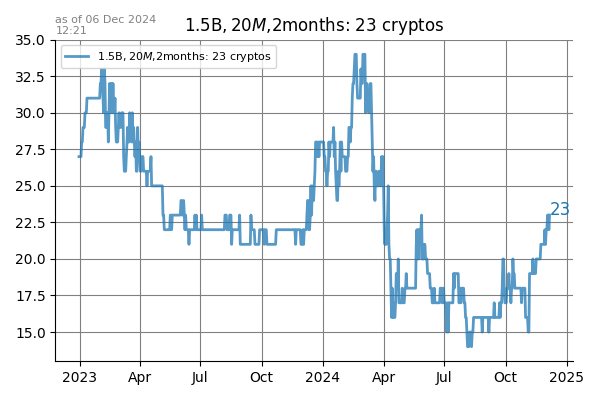 as of 06 Dec 2024
12:21
1.5B, 20M,2months: 23 cryptos
1.5B, 20M,2months: 23 cryptos
35.0
32.5
30.0
27.5
25.0
22.5
20.0
17.5
15.0
23
2023
Apr
Jul
Oct
2024
Apr
Jul
Oct
2025